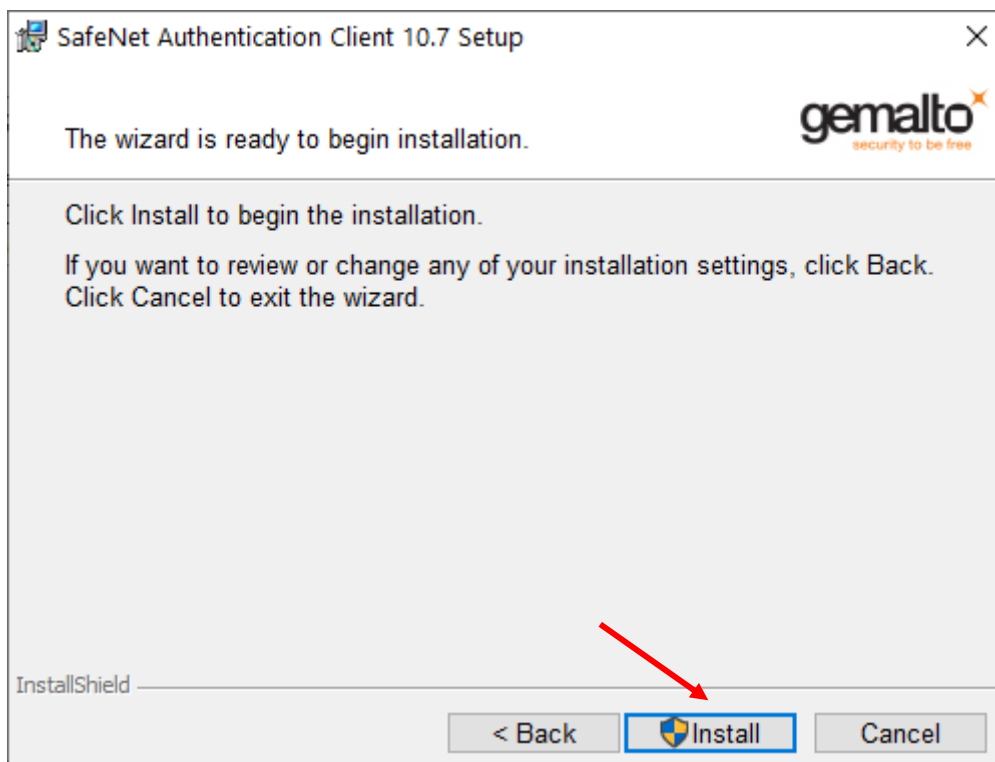 SafeNet Authentication Client 10.7 Setup
gemalto
security to be free
The wizard is ready to begin installation.
Click Install to begin the installation.
If you want to review or change any of your installation settings, click Back.
Click Cancel to exit the wizard.
InstallShield
< Back
Install
Cancel